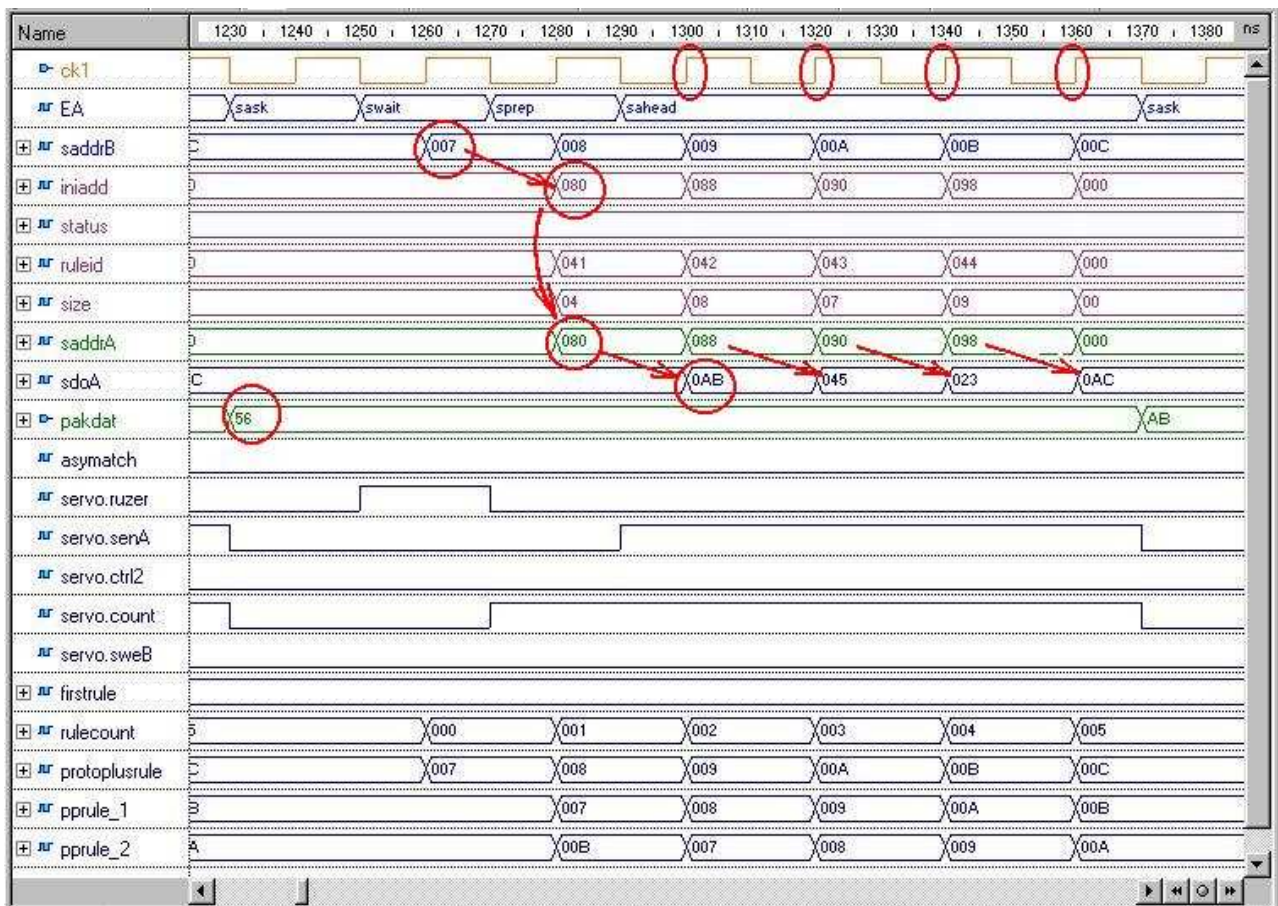 Name 1230 1240 1250 1260 1270 1280 1290 1300 1310 1320 1330 1340 1350 1360 1370 1380 ns
ck1
EA sask swait sprep sahead sask
saddrB C 007 008 009 00A 00B 00C
iniadd 0 080 088 090 098 000
status
ruleid 0 041 042 043 044 000
size 04 08 07 09 00
saddrA 0 080 088 090 098 000
sdoA C 0AB 045 023 0AC
pakdat 56 AB
asymatch
servo.ruzer
servo.senA
servo.ctrl2
servo.count
servo.sweB
firstrule
rulecount 5 000 001 002 003 004 005
protoplusrule C 007 008 009 00A 00B 00C
pprule_1 B 007 008 009 00A 00B
pprule_2 A 00B 007 008 009 00A